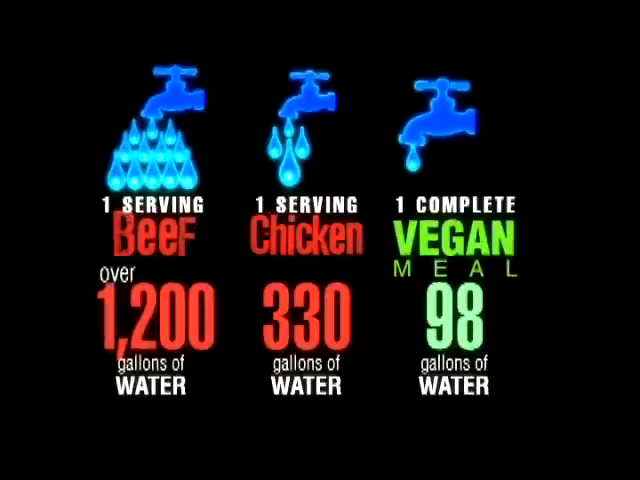 1 SERVING
Beef
over
1,200
gallons of
WATER
1 SERVING
Chicken
330
gallons of
WATER
1 COMPLETE
VEGAN
MEAL
98
gallons of
WATER